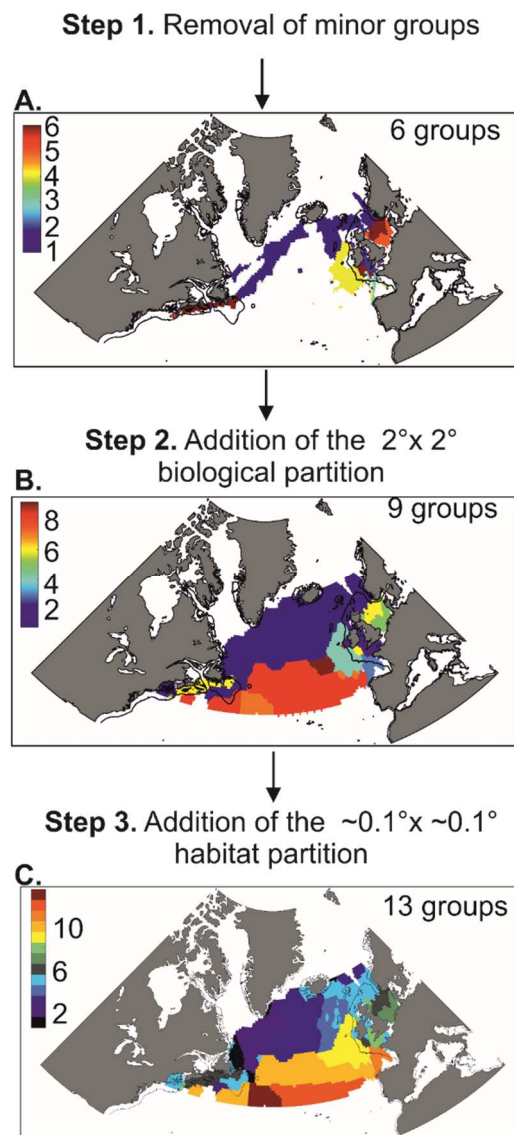 Step 1. Removal of minor groups
A.
6 groups
6
5
4
3
2
1
Step 2. Addition of the 2°x 2°
biological partition
B.
9 groups
8
6
4
2
Step 3. Addition of the ~0.1°x ~0.1°
habitat partition
C.
13 groups
10
6
2